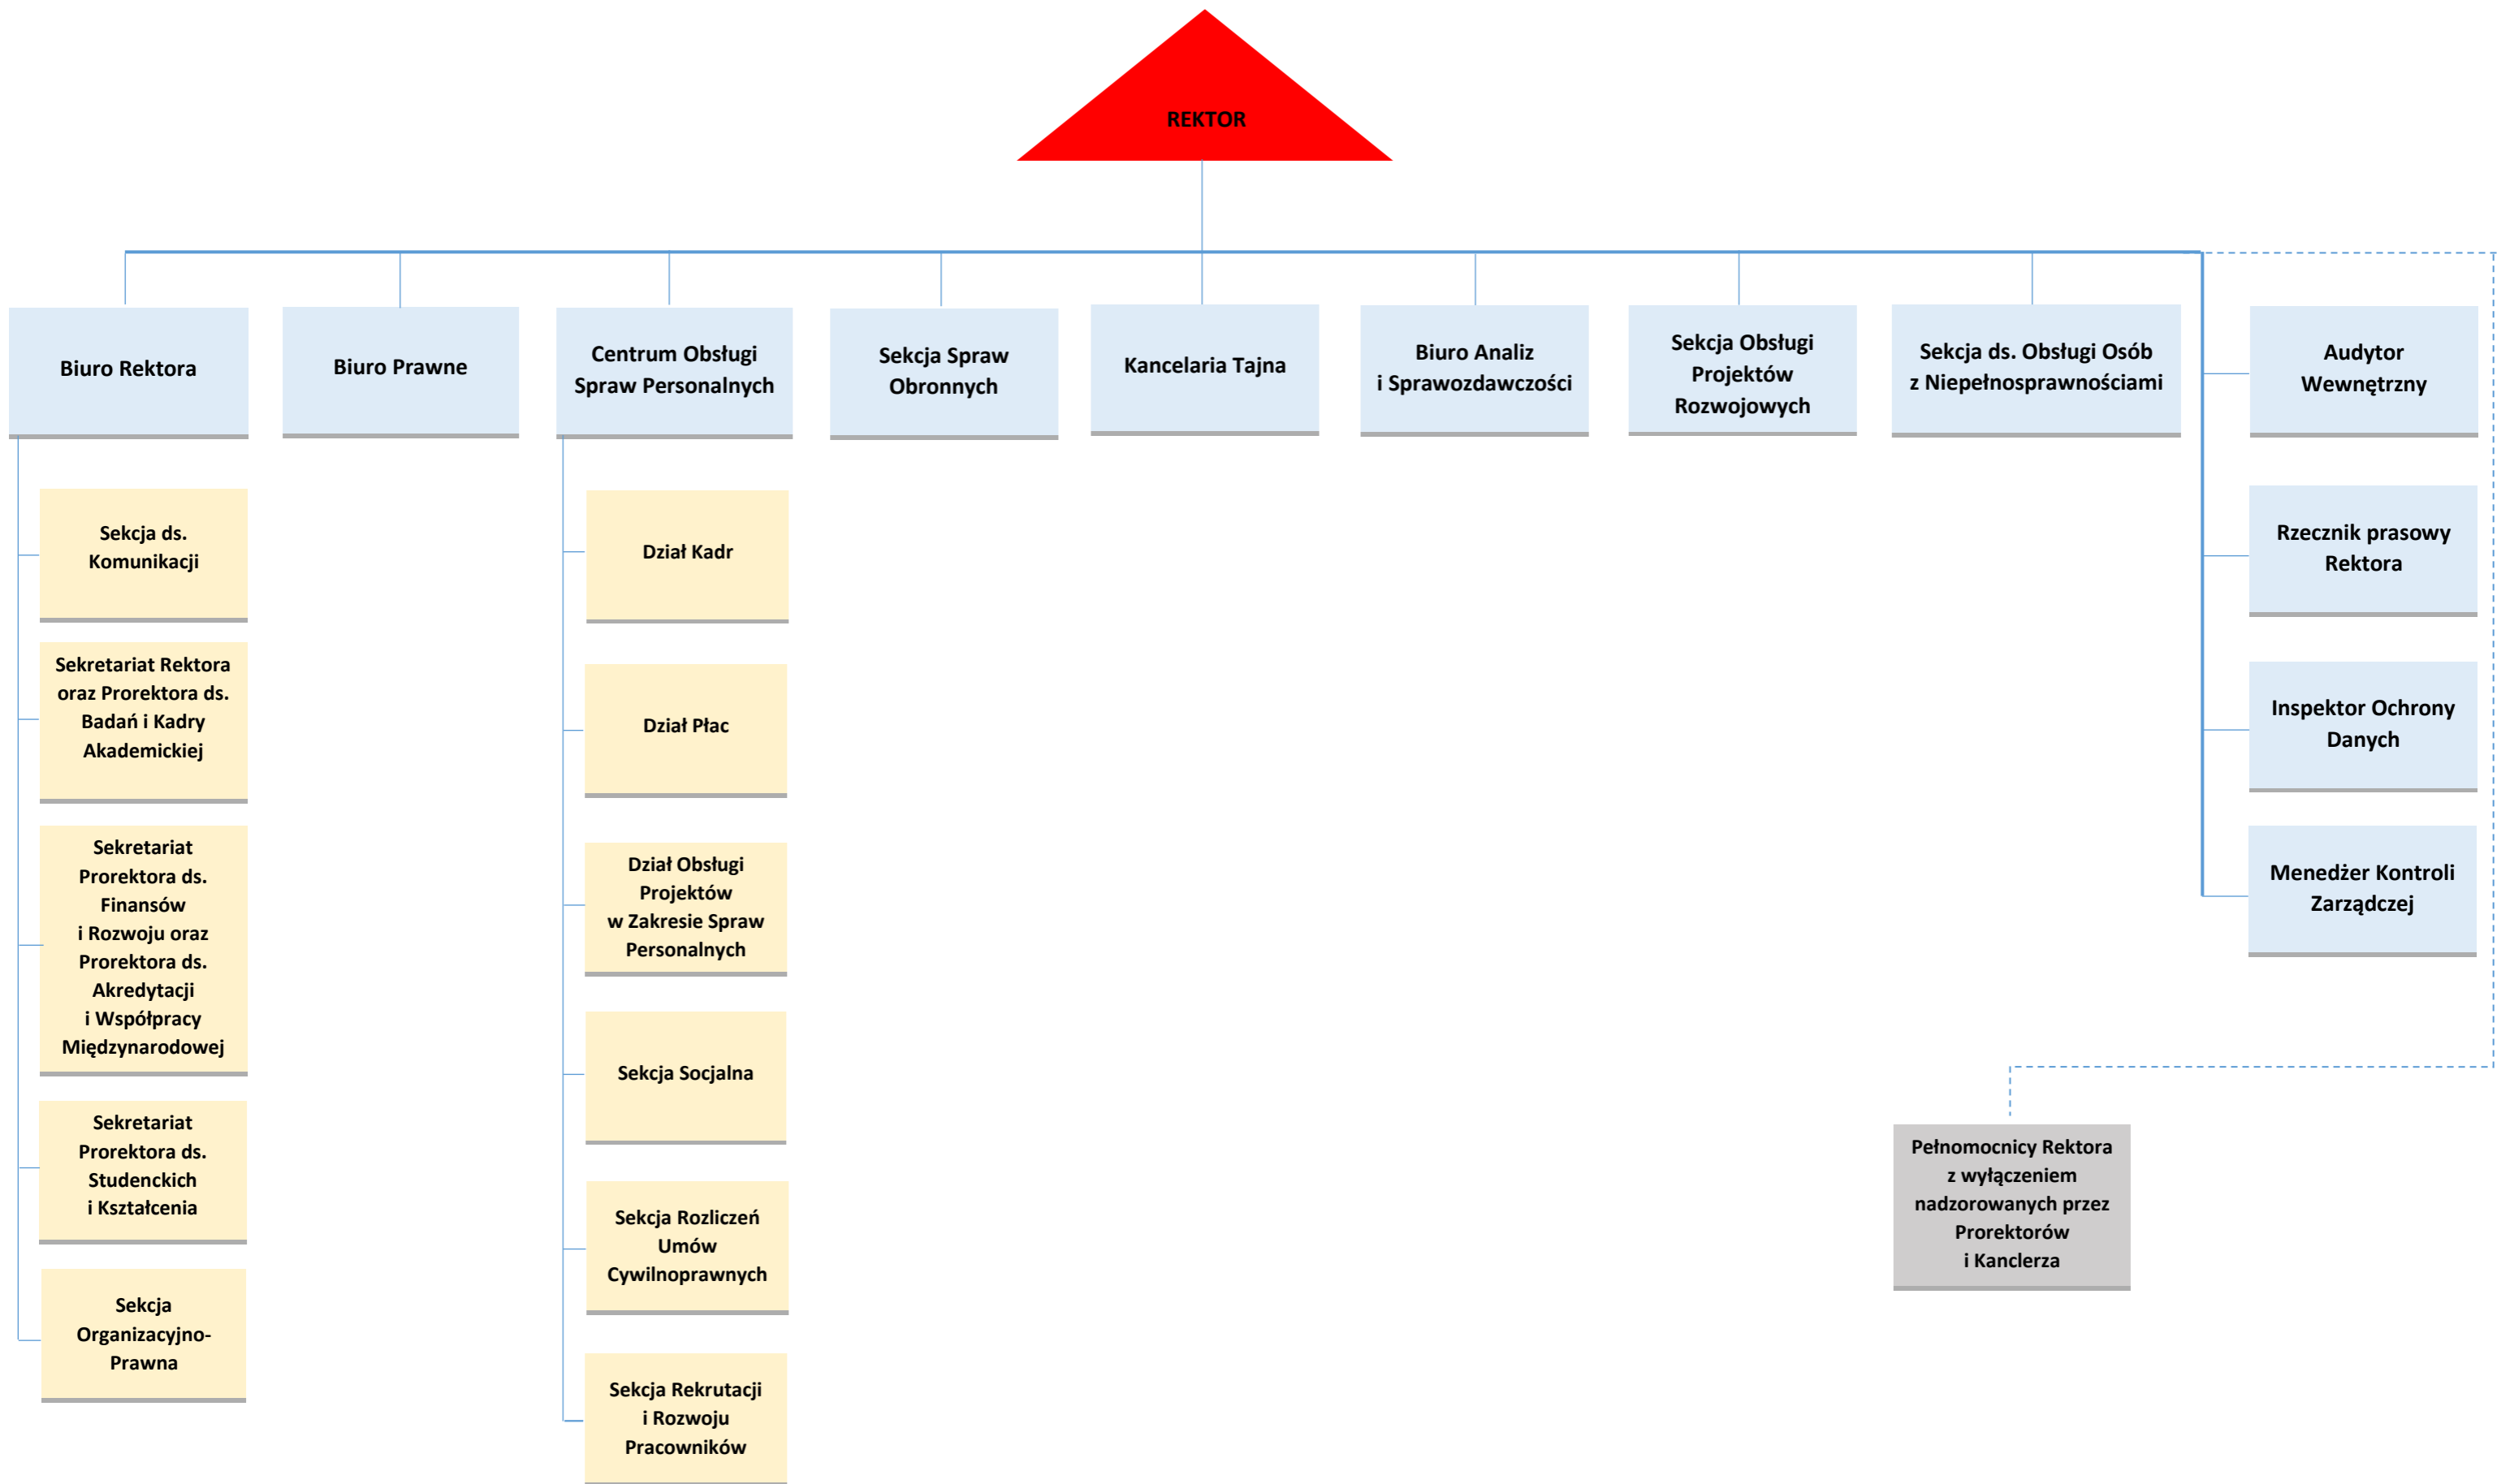 REKTOR
Biuro Rektora
Biuro Prawne
Centrum Obsługi
Spraw Personalnych
Sekcja Spraw
Obronnych
Kancelaria Tajna
Biuro Analiz
i Sprawozdawczości
Sekcja Obsługi
Projektów
Rozwojowych
Sekcja ds. Obsługi Osób
z Niepełnosprawnościami
Audytor
Wewnętrzny
Sekcja ds.
Komunikacji
Sekretariat Rektora
oraz Prorektora ds.
Badań i Kadry
Akademickiej
Sekretariat
Prorektora ds.
Finansów
i Rozwoju oraz
Prorektora ds.
Akredytacji
i Współpracy
Międzynarodowej
Sekretariat
Prorektora ds.
Studenckich
i Kształcenia
Sekcja
Organizacyjno-
Prawna
Dział Kadr
Dział Płac
Dział Obsługi
Projektów
w Zakresie Spraw
Personalnych
Sekcja Socjalna
Sekcja Rozliczeń
Umów
Cywilnoprawnych
Sekcja Rekrutacji
i Rozwoju
Pracowników
Rzecznik prasowy
Rektora
Inspektor Ochrony
Danych
Menedżer Kontroli
Zarządczej
Pełnomocnicy Rektora
z wyłączeniem
nadzorowanych przez
Prorektorów
i Kanclerza